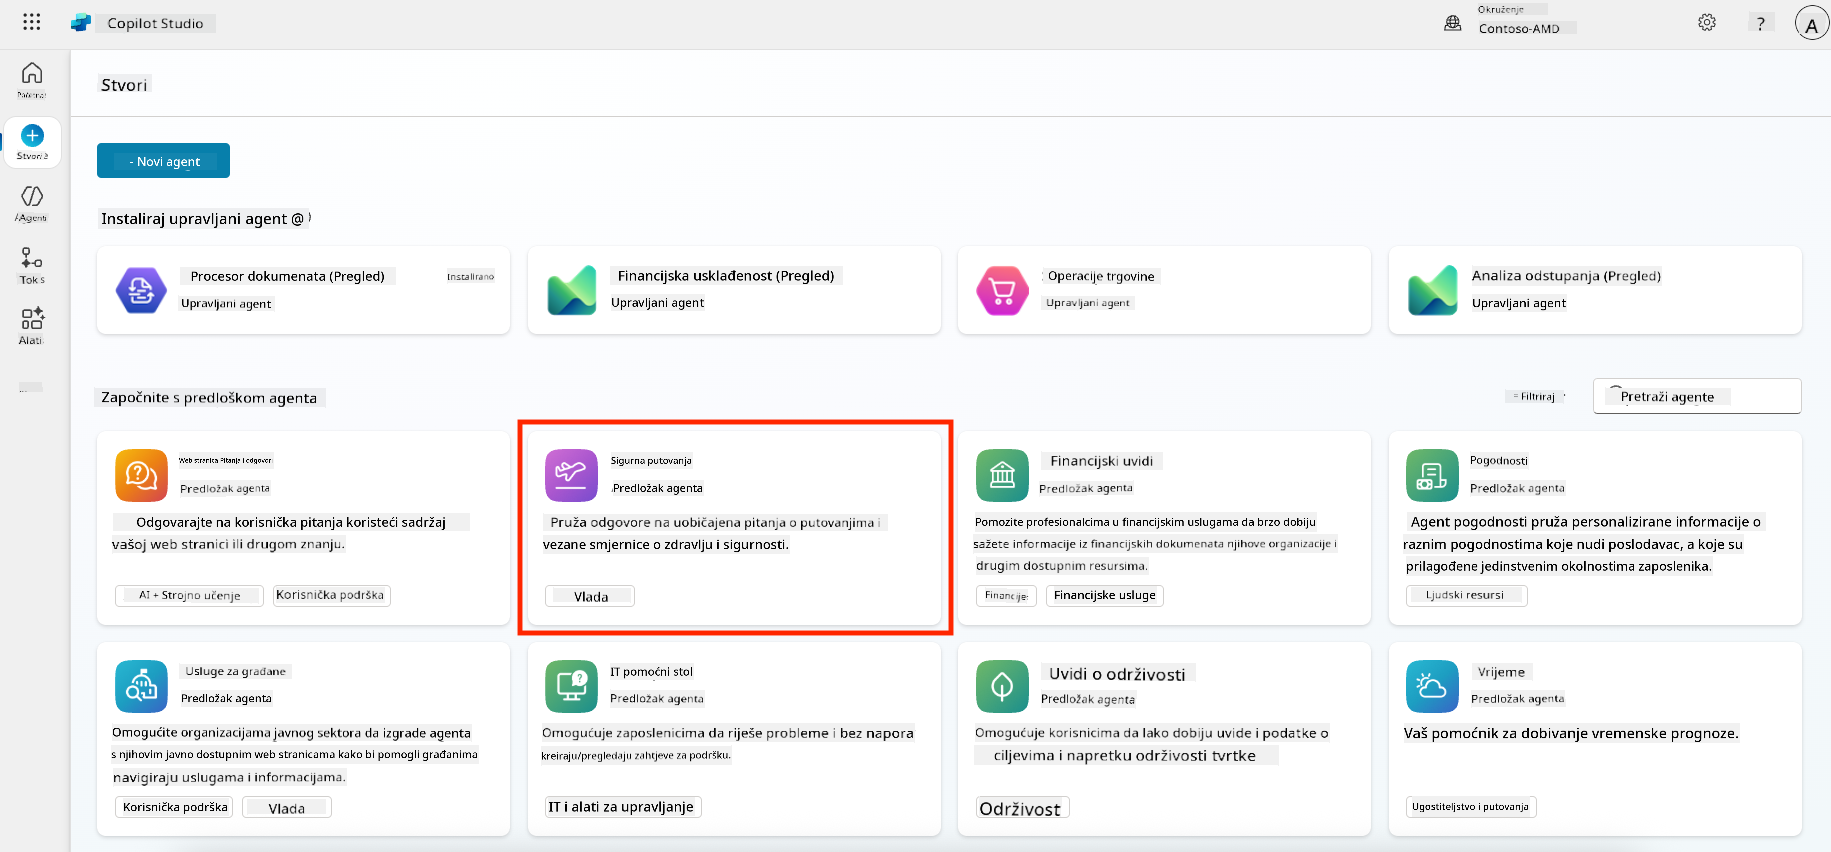 Copilot Studio
Okruženje
Contoso-AMD
?
A
Stvori
- Novi agent
Agenti
Alati
Instaliraj upravljani agent
Procesor dokumenata (Pregled)
Instalirano
Upravljani agent
Financijska usklađenost (Pregled)
Upravljani agent
Operacije trgovine
Upravljani agent
Analiza odstupanja (Pregled)
Upravljani agent
Započnite s predloškom agenta
Filtriraj
Pretraži agente
Web stranica Pitanja i odgovori
Predložak agenta
Odgovarajte na korisnička pitanja koristeći sadržaj
vašoj web stranici ili drugom znanju.
AI + Strojno učenje
Korisnička podrška
Sigurna putovanja
Predložak agenta
Pruža odgovore na uobičajena pitanja o putovanjima i
vezane smjernice o zdravlju i sigurnosti.
Vlada
Financijski uvidi
Predložak agenta
Pomozite profesionalcima u financijskim uslugama da brzo dobiju
sažete informacije iz financijskih dokumenata njihove organizacije i
drugim dostupnim resursima.
Financije
Financijske usluge
Pogodnosti
Predložak agenta
Agent pogodnosti pruža personalizirane informacije o
raznim pogodnostima koje nudi poslodavac, a koje su
prilagođene jedinstvenim okolnostima zaposlenika.
Ljudski resursi
Usluge za građane
Predložak agenta
Omogućite organizacijama javnog sektora da izgrade agenta
s njihovim javno dostupnim web stranicama kako bi pomogli građanima
navigiraju uslugama i informacijama.
Korisnička podrška
Vlada
IT pomoćni stol
Predložak agenta
Omogućuje zaposlenicima da riješe probleme i bez napora
kreiraju/pregledaju zahtjeve za podršku.
IT i alati za upravljanje
Uvidi o održivosti
Predložak agenta
Omogućuje korisnicima da lako dobiju uvide i podatke o
ciljevima i napretku održivosti tvrtke
Održivost
Vrijeme
Predložak agenta
Vaš pomoćnik za dobivanje vremenske prognoze.
Ugostiteljstvo i putovanja